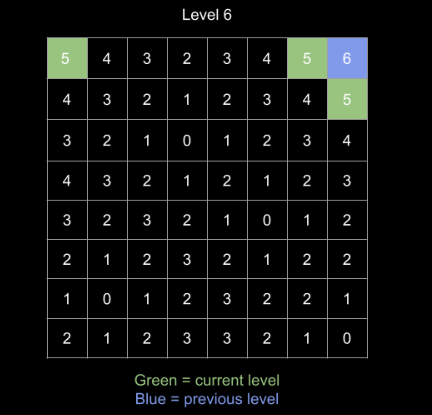 Level 6
5 4 3 2 3 4 5 6
4 3 2 1 2 3 4 5
3 2 1 0 1 2 3 4
4 3 2 1 2 1 2 3
3 2 3 2 1 0 1 2
2 1 2 3 2 1 2 2
1 0 1 2 3 2 2 1
2 1 2 3 3 2 1 0
Green = current level
Blue = previous level